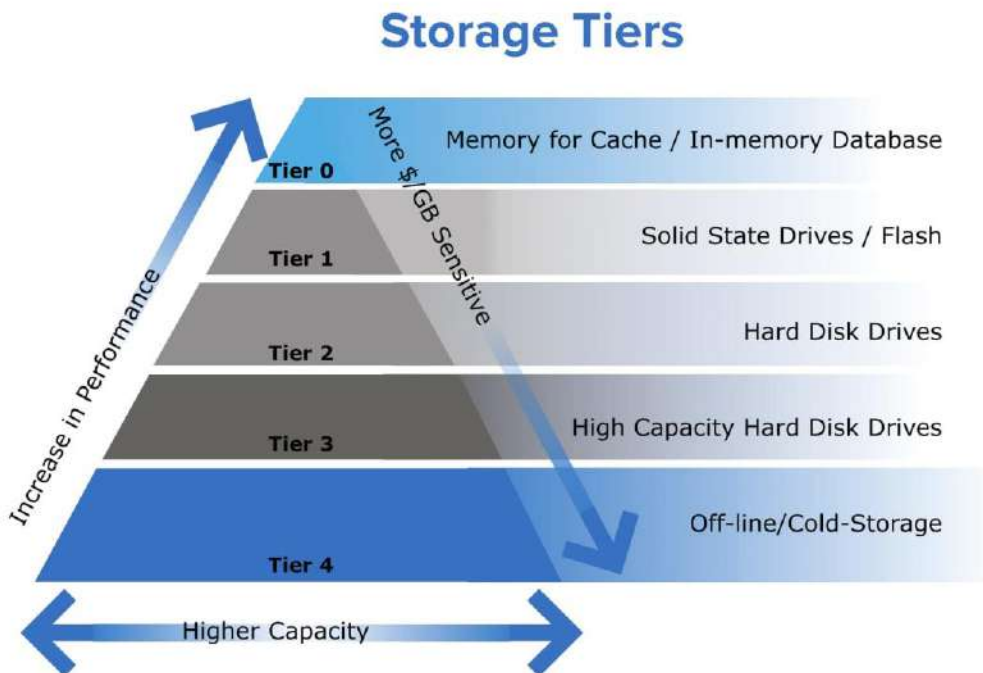 Storage Tiers
Memory for Cache / In-memory Database
Tier 0
Solid State Drives / Flash
Tier 1
Hard Disk Drives
Tier 2
High Capacity Hard Disk Drives
Tier 3
Off-line/Cold-Storage
Tier 4
Increase in Performance
More $/GB Sensitive
Higher Capacity